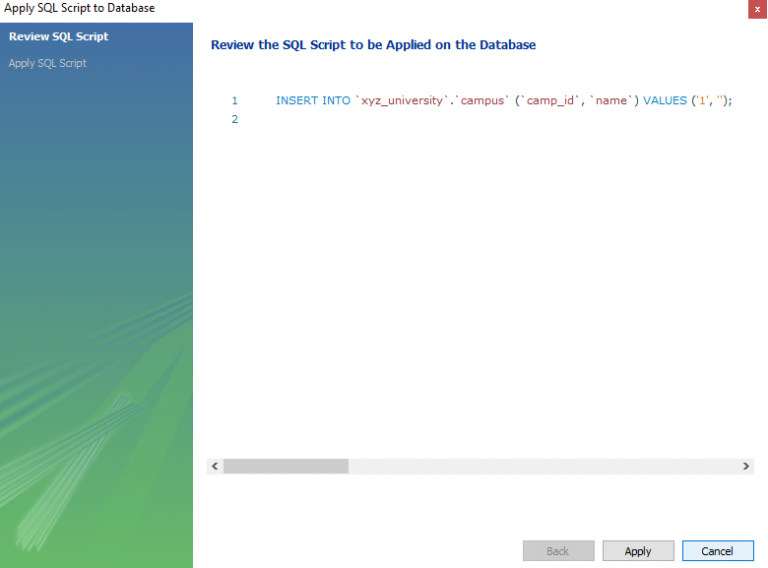 Apply SQL Script to Database
x
Review SQL Script
Apply SQL Script
Review the SQL Script to be Applied on the Database
1 INSERT INTO `xyz_university`.`campus` (`camp_id`, `name`) VALUES ('1', '');
2
Back Apply Cancel